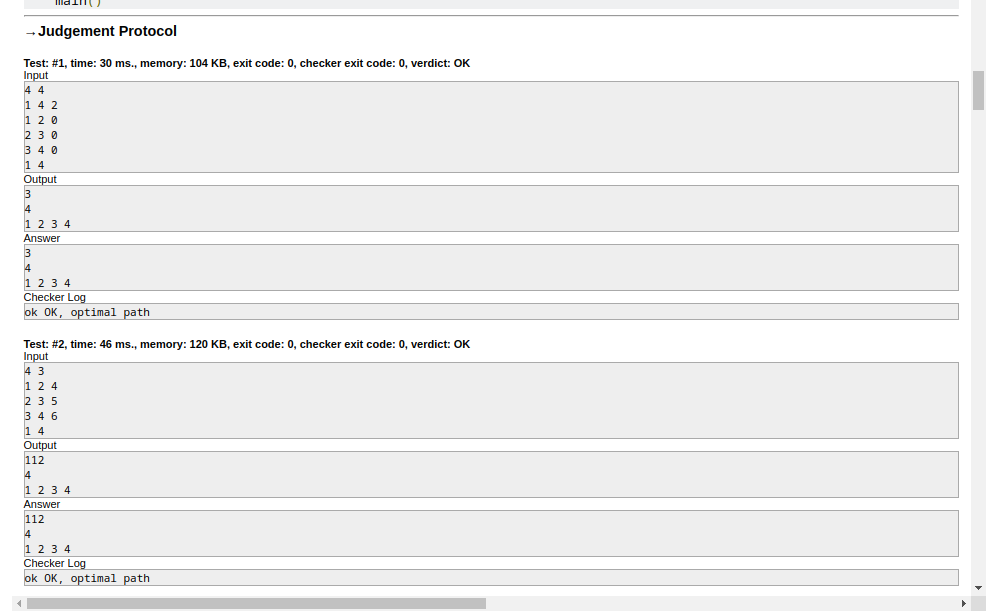 main()
→Judgement Protocol
Test: #1, time: 30 ms., memory: 104 KB, exit code: 0, checker exit code: 0, verdict: OK
Input
4 4
1 4 2
1 2 0
2 3 0
3 4 0
1 4
Output
3
4
1 2 3 4
Answer
3
4
1 2 3 4
Checker Log
ok OK, optimal path
Test: #2, time: 46 ms., memory: 120 KB, exit code: 0, checker exit code: 0, verdict: OK
Input
4 3
1 2 4
2 3 5
3 4 6
1 4
Output
112
4
1 2 3 4
Answer
112
4
1 2 3 4
Checker Log
ok OK, optimal path